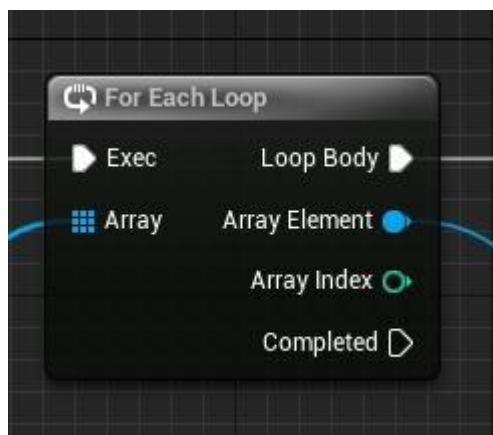 For Each Loop
Exec Loop Body
Array Array Element
Array Index
Completed